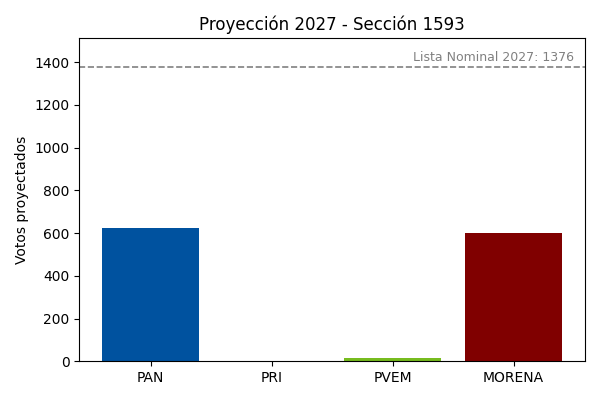 Proyección 2027 - Sección 1593
Lista Nominal 2027: 1376
Votos proyectados
1400
1200
1000
800
600
400
200
0
PAN PRI PVEM MORENA